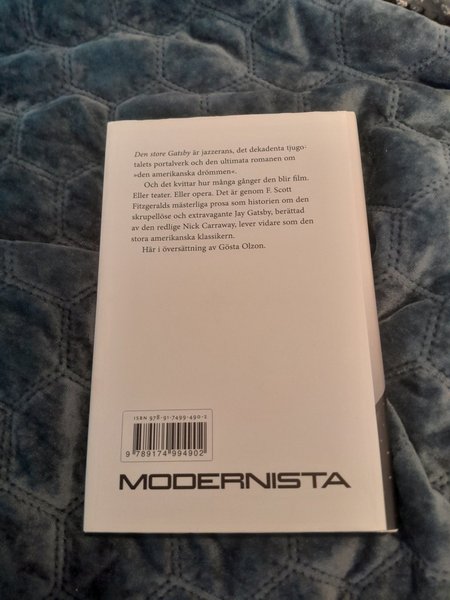 Den store Gatsby är jazzerans, det dekadenta tjugo-
talets portalverk och den ultimata romanen om
»den amerikanska drömmen«.
Och det kvittar hur många gånger den blir film.
Eller teater. Eller opera. Det är genom F. Scott
Fitzgeralds mästerliga prosa som historien om den
skrupellöse och extravagante Jay Gatsby, berättad
av den redlige Nick Carraway, lever vidare som den
stora amerikanska klassikern.
Här i översättning av Gösta Olzon.
ISBN 978-91-7499-490-2
9 789174 994902
MODERNISTA